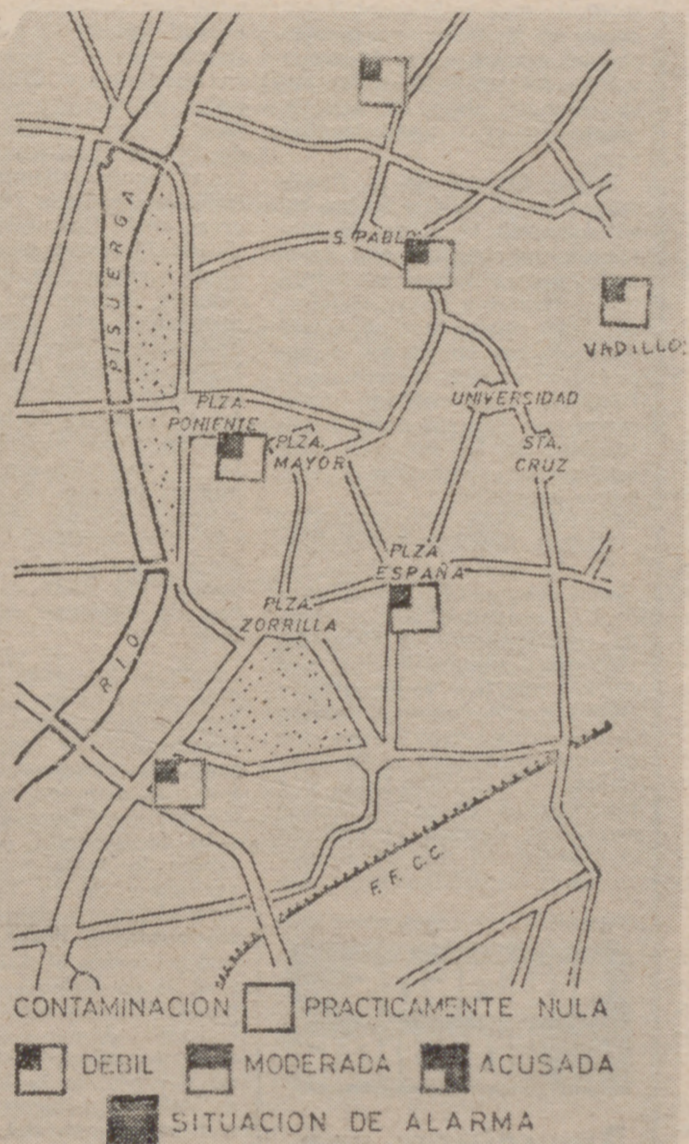 S. PABLO
PISUERGA
VADILLOS
PLZA.
PONIENTE
UNIVERSIDAD
PLZA.
MAYOR
STA.
CRUZ
PLZA.
ESPAÑA
PLZA.
ZORRILLA
RIO
F. F. C. C.
CONTAMINACION PRACTICAMENTE NULA
DEBIL MODERADA ACUSADA
SITUACION DE ALARMA